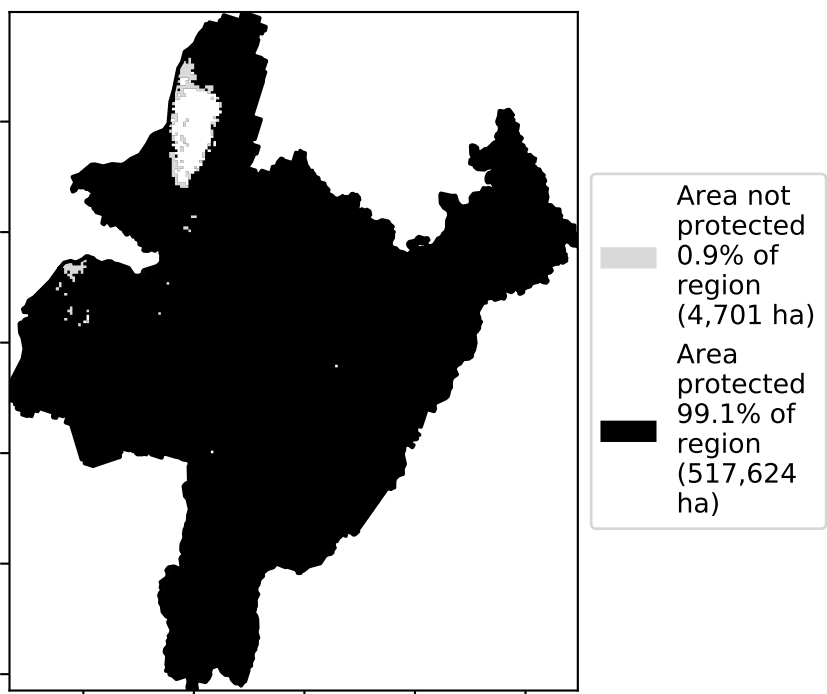 Area not
protected
0.9% of
region
(4,701 ha)
Area
protected
99.1% of
region
(517,624
ha)